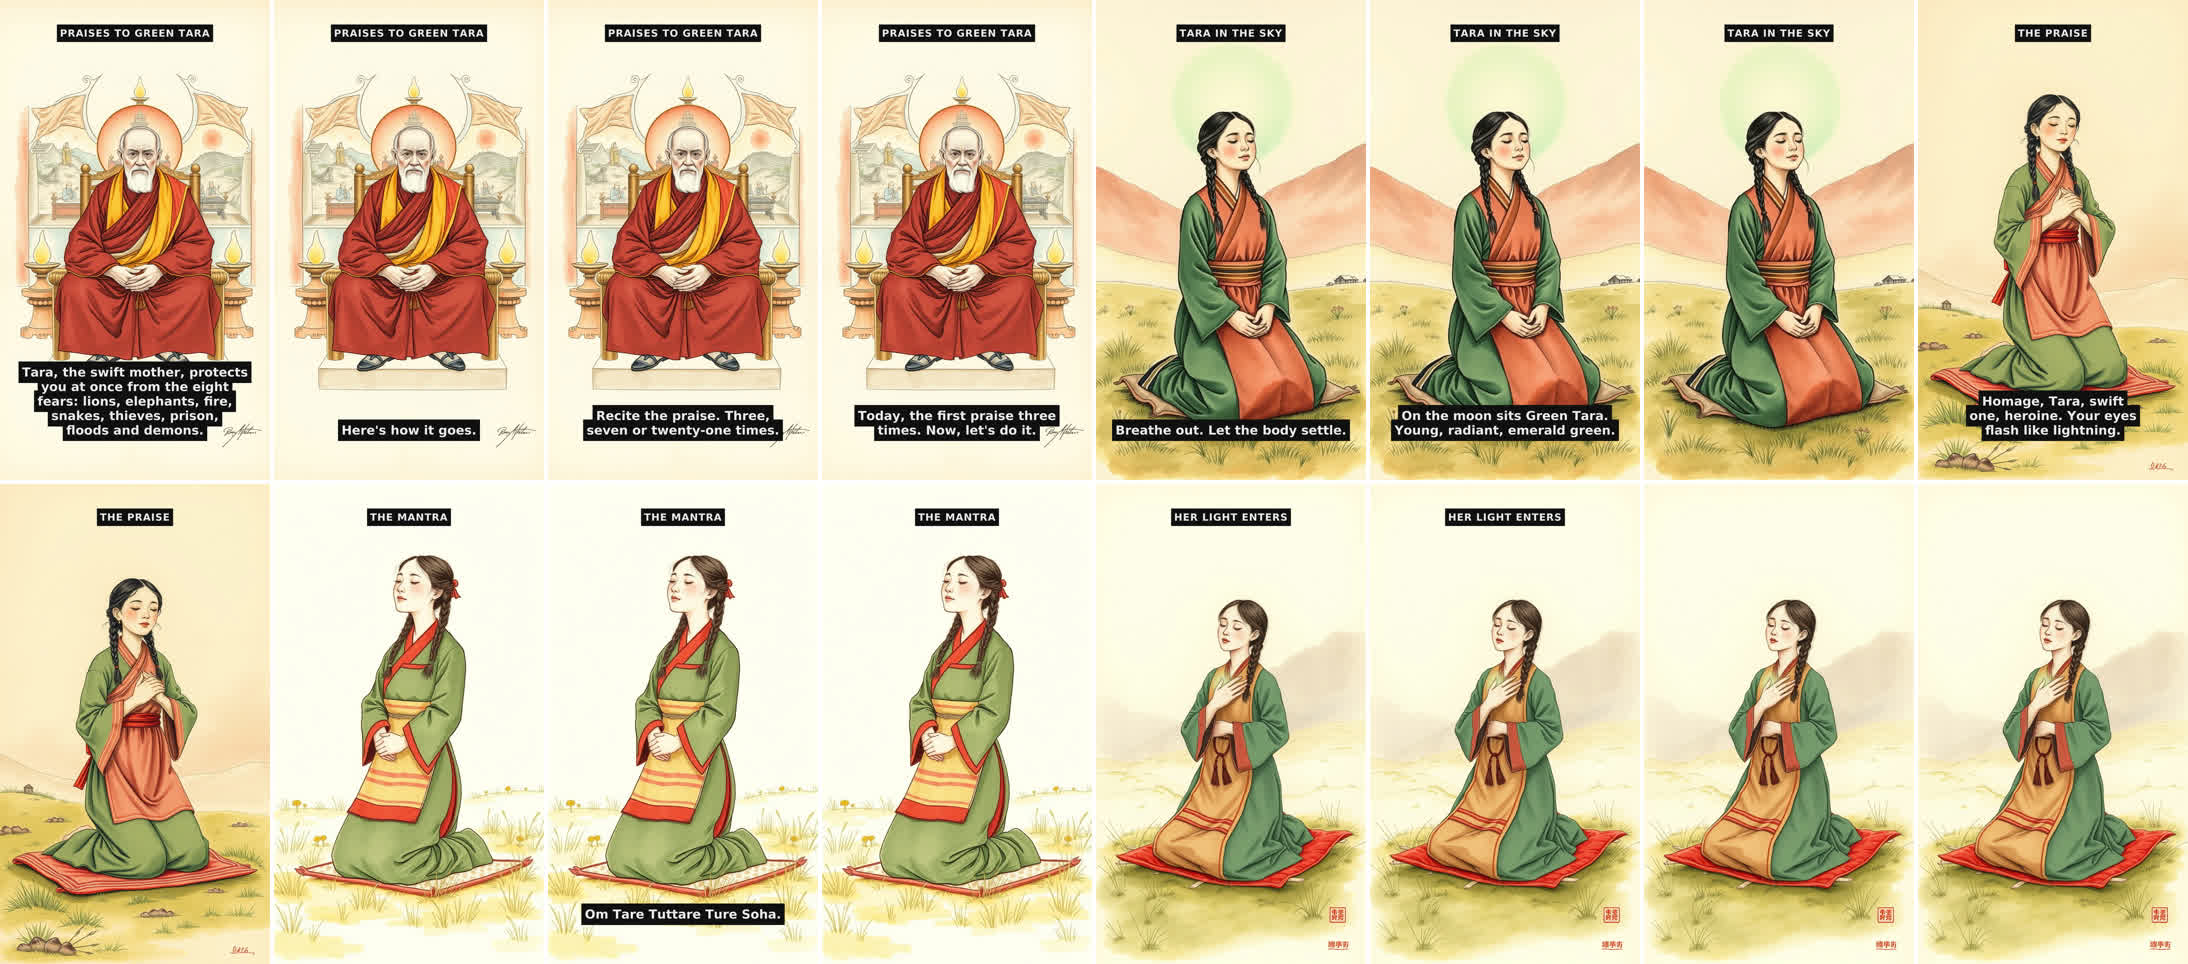 PRAISES TO GREEN TARA
Tara, the swift mother, protects
you at once from the eight
fears: lions, elephants, fire,
snakes, thieves, prison,
floods and demons.
PRAISES TO GREEN TARA
Here's how it goes.
PRAISES TO GREEN TARA
Recite the praise. Three,
seven or twenty-one times.
PRAISES TO GREEN TARA
Today, the first praise three
times. Now, let's do it.
TARA IN THE SKY
Breathe out. Let the body settle.
TARA IN THE SKY
On the moon sits Green Tara.
Young, radiant, emerald green.
TARA IN THE SKY
THE PRAISE
Homage, Tara, swift
one, heroine. Your eyes
flash like lightning.
THE PRAISE
THE MANTRA
THE MANTRA
Om Tare Tuttare Ture Soha.
THE MANTRA
HER LIGHT ENTERS
HER LIGHT ENTERS